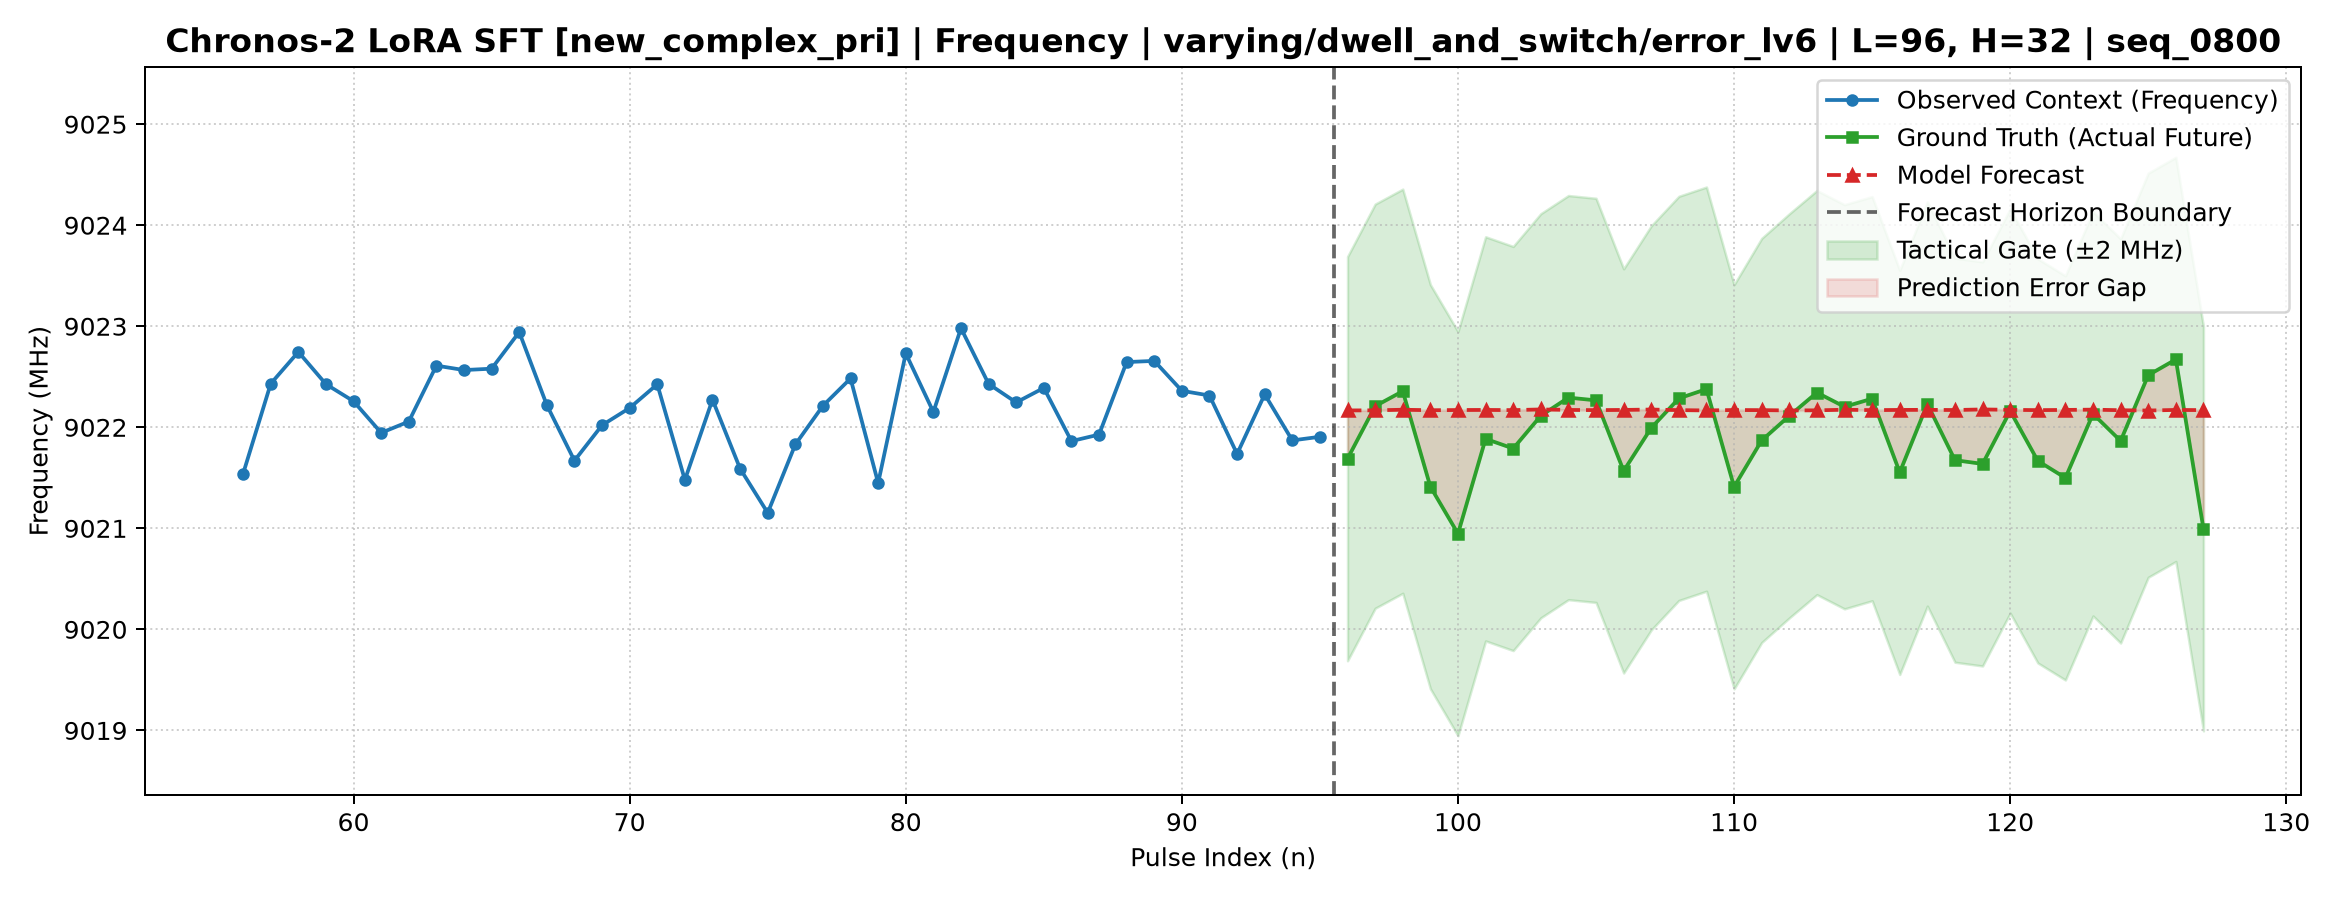 Chronos-2 LoRA SFT [new_complex_pri] | Frequency | varying/dwell_and_switch/error_lv6 | L=96, H=32 | seq_0800
Observed Context (Frequency)
Ground Truth (Actual Future)
Model Forecast
Forecast Horizon Boundary
Tactical Gate (±2 MHz)
Prediction Error Gap
Frequency (MHz)
9025
9024
9023
9022
9021
9020
9019
60 70 80 90 100 110 120 130
Pulse Index (n)